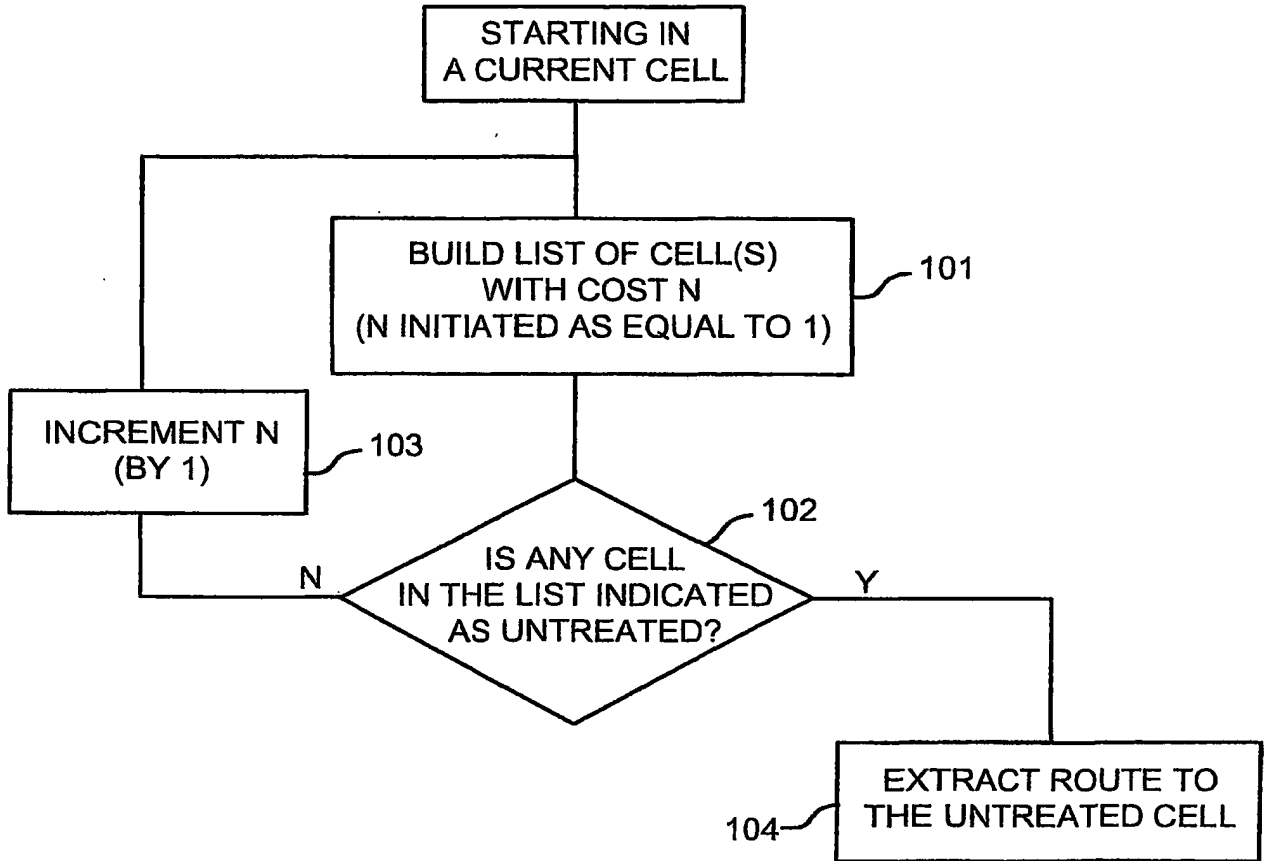 STARTING IN
A CURRENT CELL
BUILD LIST OF CELL(S)
WITH COST N
(N INITIATED AS EQUAL TO 1)
101
INCREMENT N
(BY 1)
103
102
IS ANY CELL
IN THE LIST INDICATED
AS UNTREATED?
N
Y
EXTRACT ROUTE TO
THE UNTREATED CELL
104